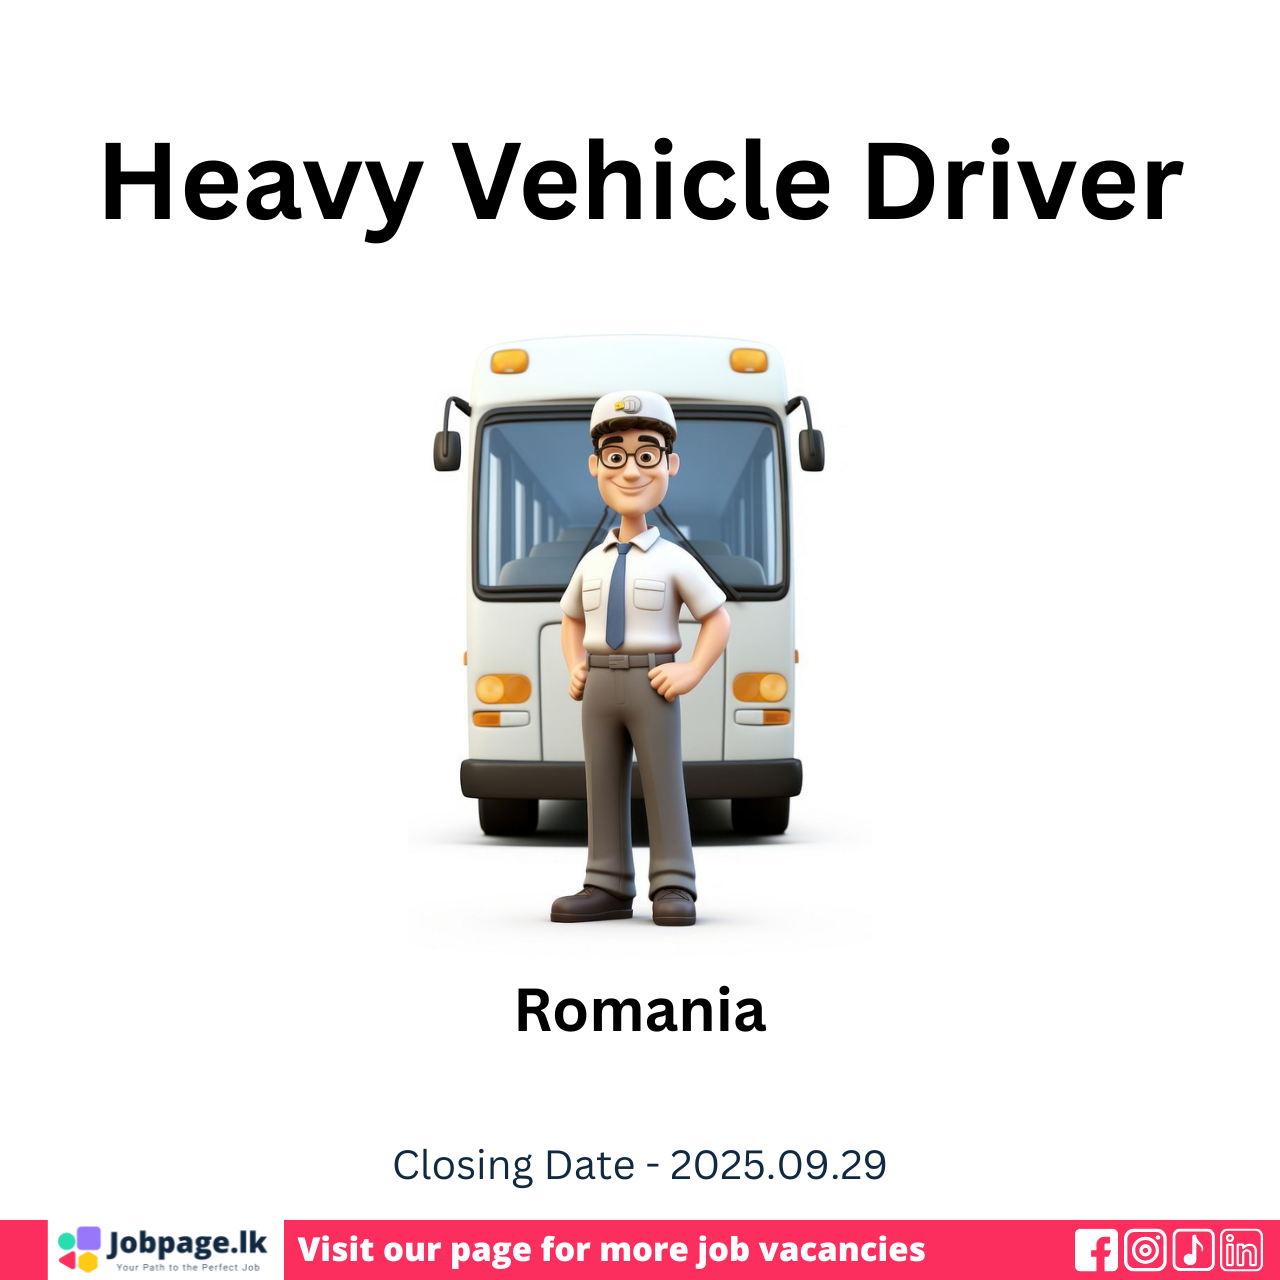 Heavy Vehicle Driver
Romania
Closing Date - 2025.09.29
Jobpage.lk
Your Path to the Perfect Job
Visit our page for more job vacancies